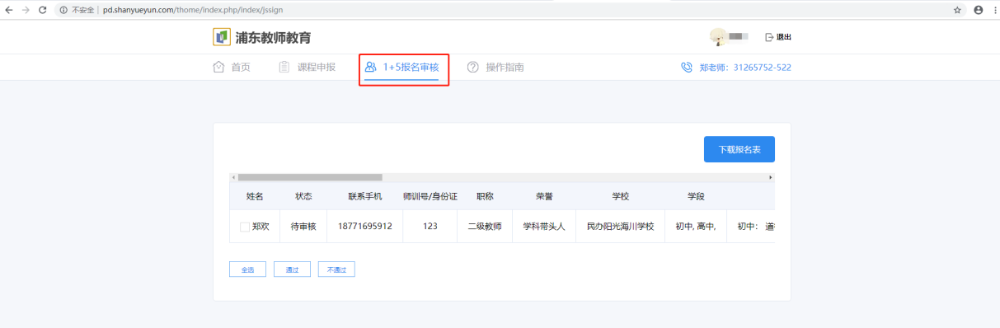 不安全 | pd.shanyueyun.com/thome/index.php/index/jssign
浦东教师教育
退出
首页 课程申报 1+5报名审核 操作指南 郑老师: 31265752-522
下载报名表
姓名 状态 联系手机 师训号/身份证 职称 荣誉 学校 学段
郑欢 待审核 18771695912 123 二级教师 学科带头人 民办阳光海川学校 初中, 高中, 初中: 道
全选 通过 不通过